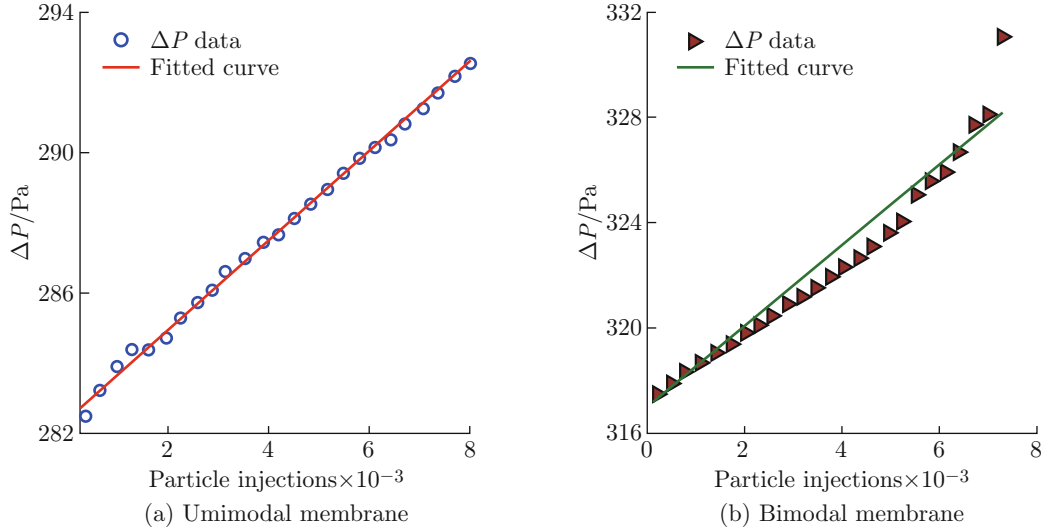 294
290
286
282
ΔP/Pa
ΔP data
Fitted curve
2
4
6
8
Particle injections×10⁻³
(a) Umimodal membrane
332
328
324
320
316
ΔP/Pa
ΔP data
Fitted curve
0
2
4
6
8
Particle injections×10⁻³
(b) Bimodal membrane